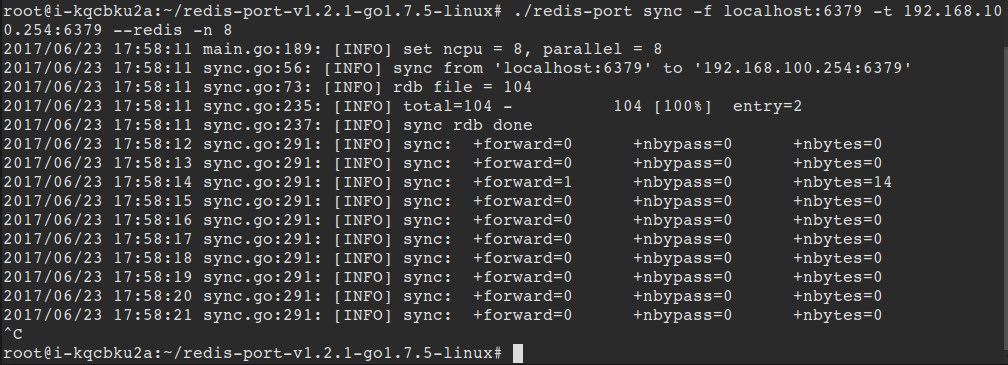 root@i-kqcbku2a:~/redis-port-v1.2.1-go1.7.5-linux# ./redis-port sync -f localhost:6379 -t 192.168.10
0.254:6379 --redis -n 8
2017/06/23 17:58:11 main.go:189: [INFO] set ncpu = 8, parallel = 8
2017/06/23 17:58:11 sync.go:56: [INFO] sync from 'localhost:6379' to '192.168.100.254:6379'
2017/06/23 17:58:11 sync.go:73: [INFO] rdb file = 104
2017/06/23 17:58:11 sync.go:235: [INFO] total=104 -          104 [100%]  entry=2
2017/06/23 17:58:11 sync.go:237: [INFO] sync rdb done
2017/06/23 17:58:12 sync.go:291: [INFO] sync:  +forward=0      +nbypass=0      +nbytes=0
2017/06/23 17:58:13 sync.go:291: [INFO] sync:  +forward=0      +nbypass=0      +nbytes=0
2017/06/23 17:58:14 sync.go:291: [INFO] sync:  +forward=1      +nbypass=0      +nbytes=14
2017/06/23 17:58:15 sync.go:291: [INFO] sync:  +forward=0      +nbypass=0      +nbytes=0
2017/06/23 17:58:16 sync.go:291: [INFO] sync:  +forward=0      +nbypass=0      +nbytes=0
2017/06/23 17:58:17 sync.go:291: [INFO] sync:  +forward=0      +nbypass=0      +nbytes=0
2017/06/23 17:58:18 sync.go:291: [INFO] sync:  +forward=0      +nbypass=0      +nbytes=0
2017/06/23 17:58:19 sync.go:291: [INFO] sync:  +forward=0      +nbypass=0      +nbytes=0
2017/06/23 17:58:20 sync.go:291: [INFO] sync:  +forward=0      +nbypass=0      +nbytes=0
2017/06/23 17:58:21 sync.go:291: [INFO] sync:  +forward=0      +nbypass=0      +nbytes=0
^C
root@i-kqcbku2a:~/redis-port-v1.2.1-go1.7.5-linux#